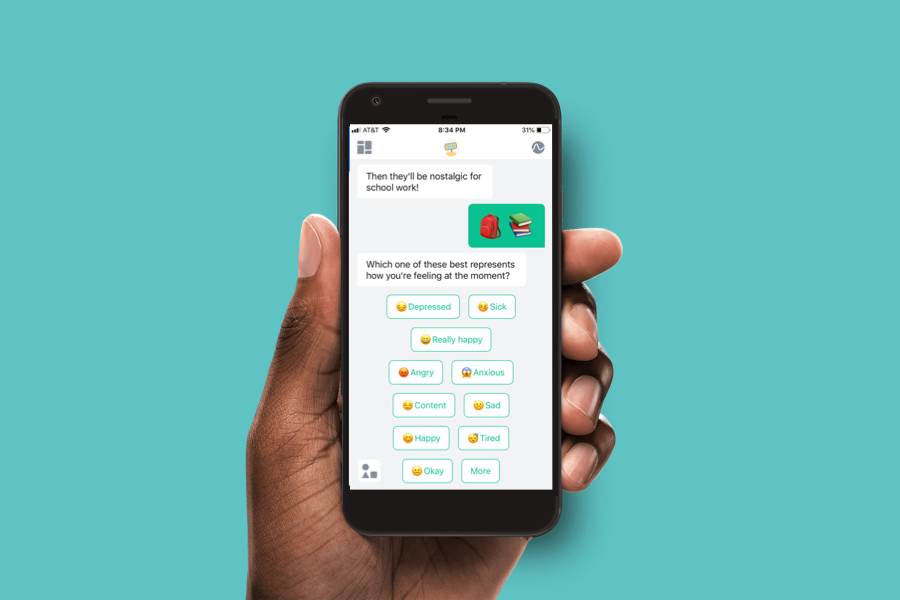 AT&T 8:34 PM 31%
Then they'll be nostalgic for
school work!
Which one of these best represents
how you're feeling at the moment?
Depressed Sick
Really happy
Angry Anxious
Content Sad
Happy Tired
Okay More